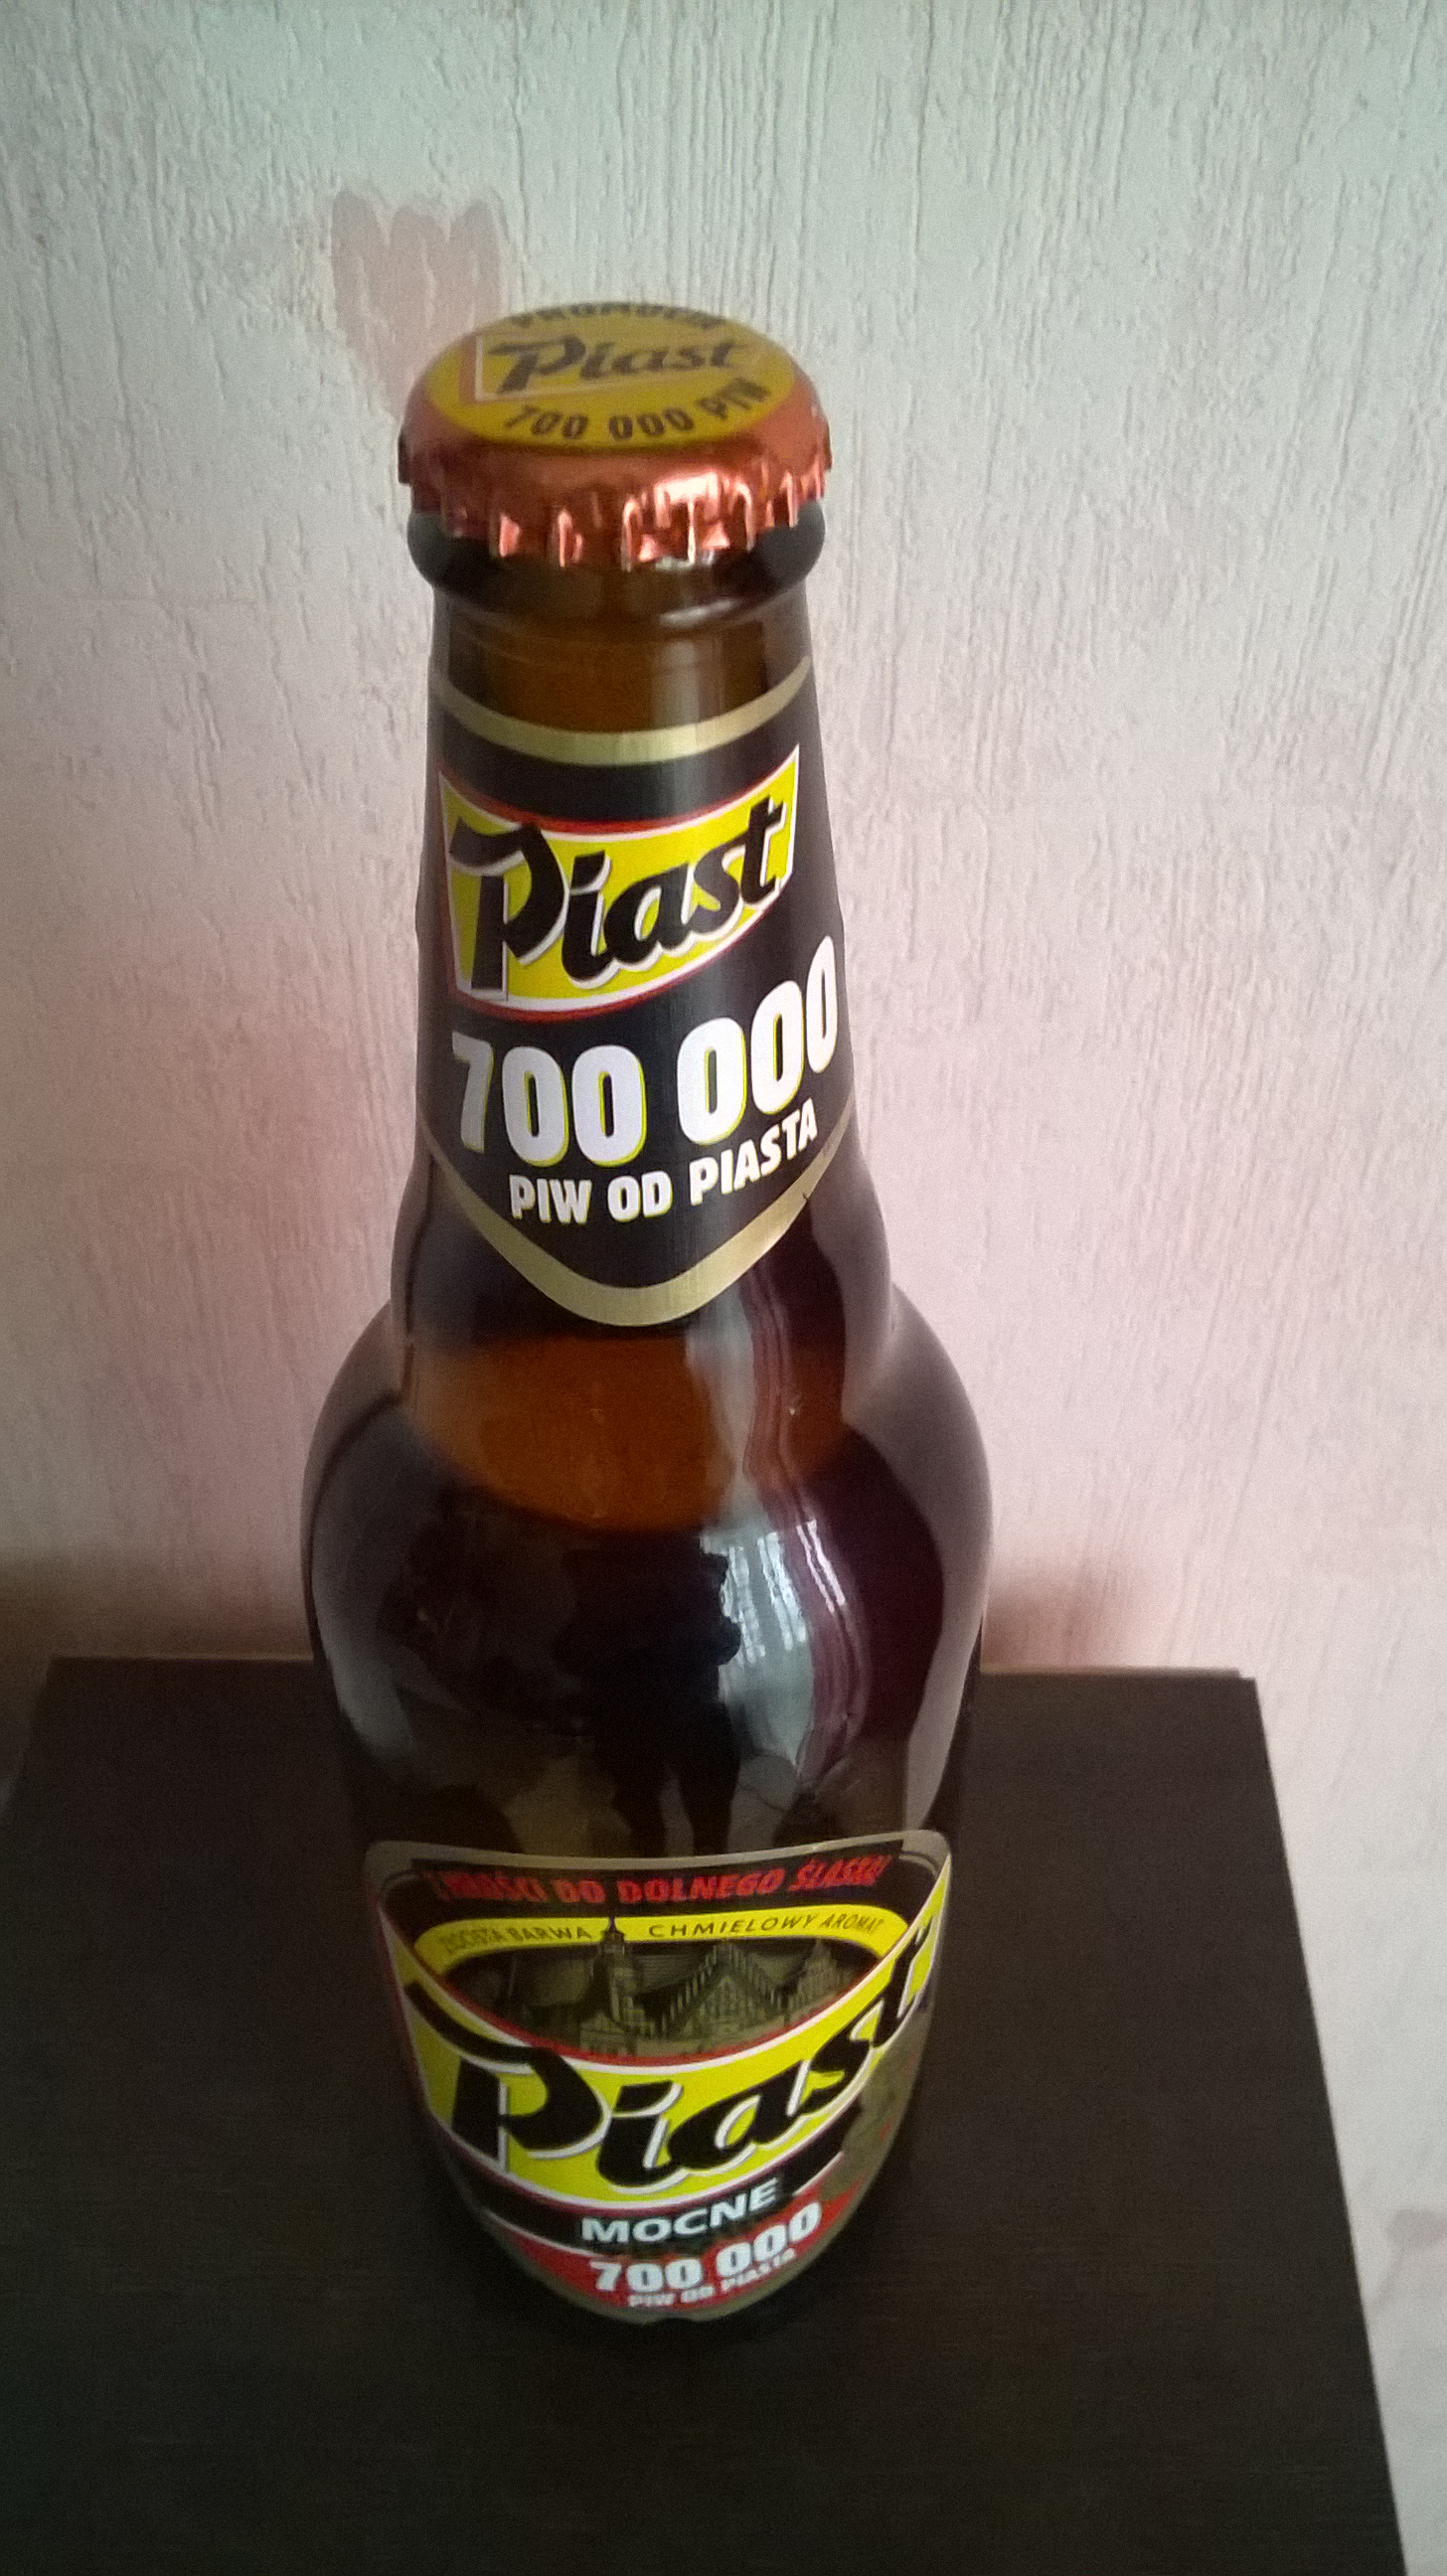 PROMOCJA
Piast
700 000 PIW
Piast
700 000
PIW OD PIASTA
Z MIŁOŚCI DO DOLNEGO ŚLĄSKA!
ZŁOCISTA BARWA CHMIELOWY AROMAT
Piast
MOCNE
700 000
PIW OD PIASTA